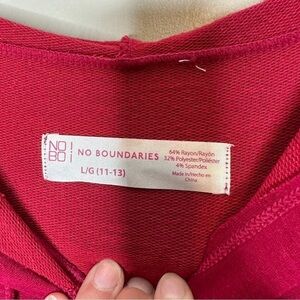 NO
BO
NO BOUNDARIES
L/G (11-13)
64% Rayon/Rayón
32% Polyester/Poliéster
4% Spandex
Made in/Hecho en
China